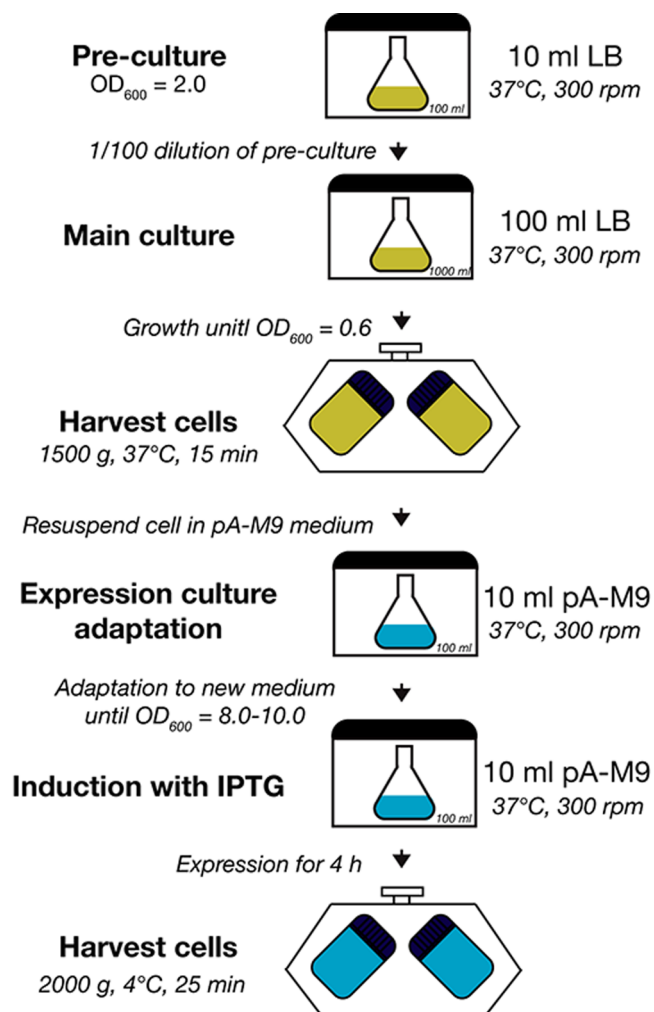 Pre-culture
OD600 = 2.0
10 ml LB
37°C, 300 rpm
100 ml
1/100 dilution of pre-culture
Main culture
100 ml LB
37°C, 300 rpm
1000 ml
Growth unitl OD600 = 0.6
Harvest cells
1500 g, 37°C, 15 min
Resuspend cell in pA-M9 medium
Expression culture
adaptation
10 ml pA-M9
37°C, 300 rpm
100 ml
Adaptation to new medium
until OD600 = 8.0-10.0
Induction with IPTG
10 ml pA-M9
37°C, 300 rpm
100 ml
Expression for 4 h
Harvest cells
2000 g, 4°C, 25 min